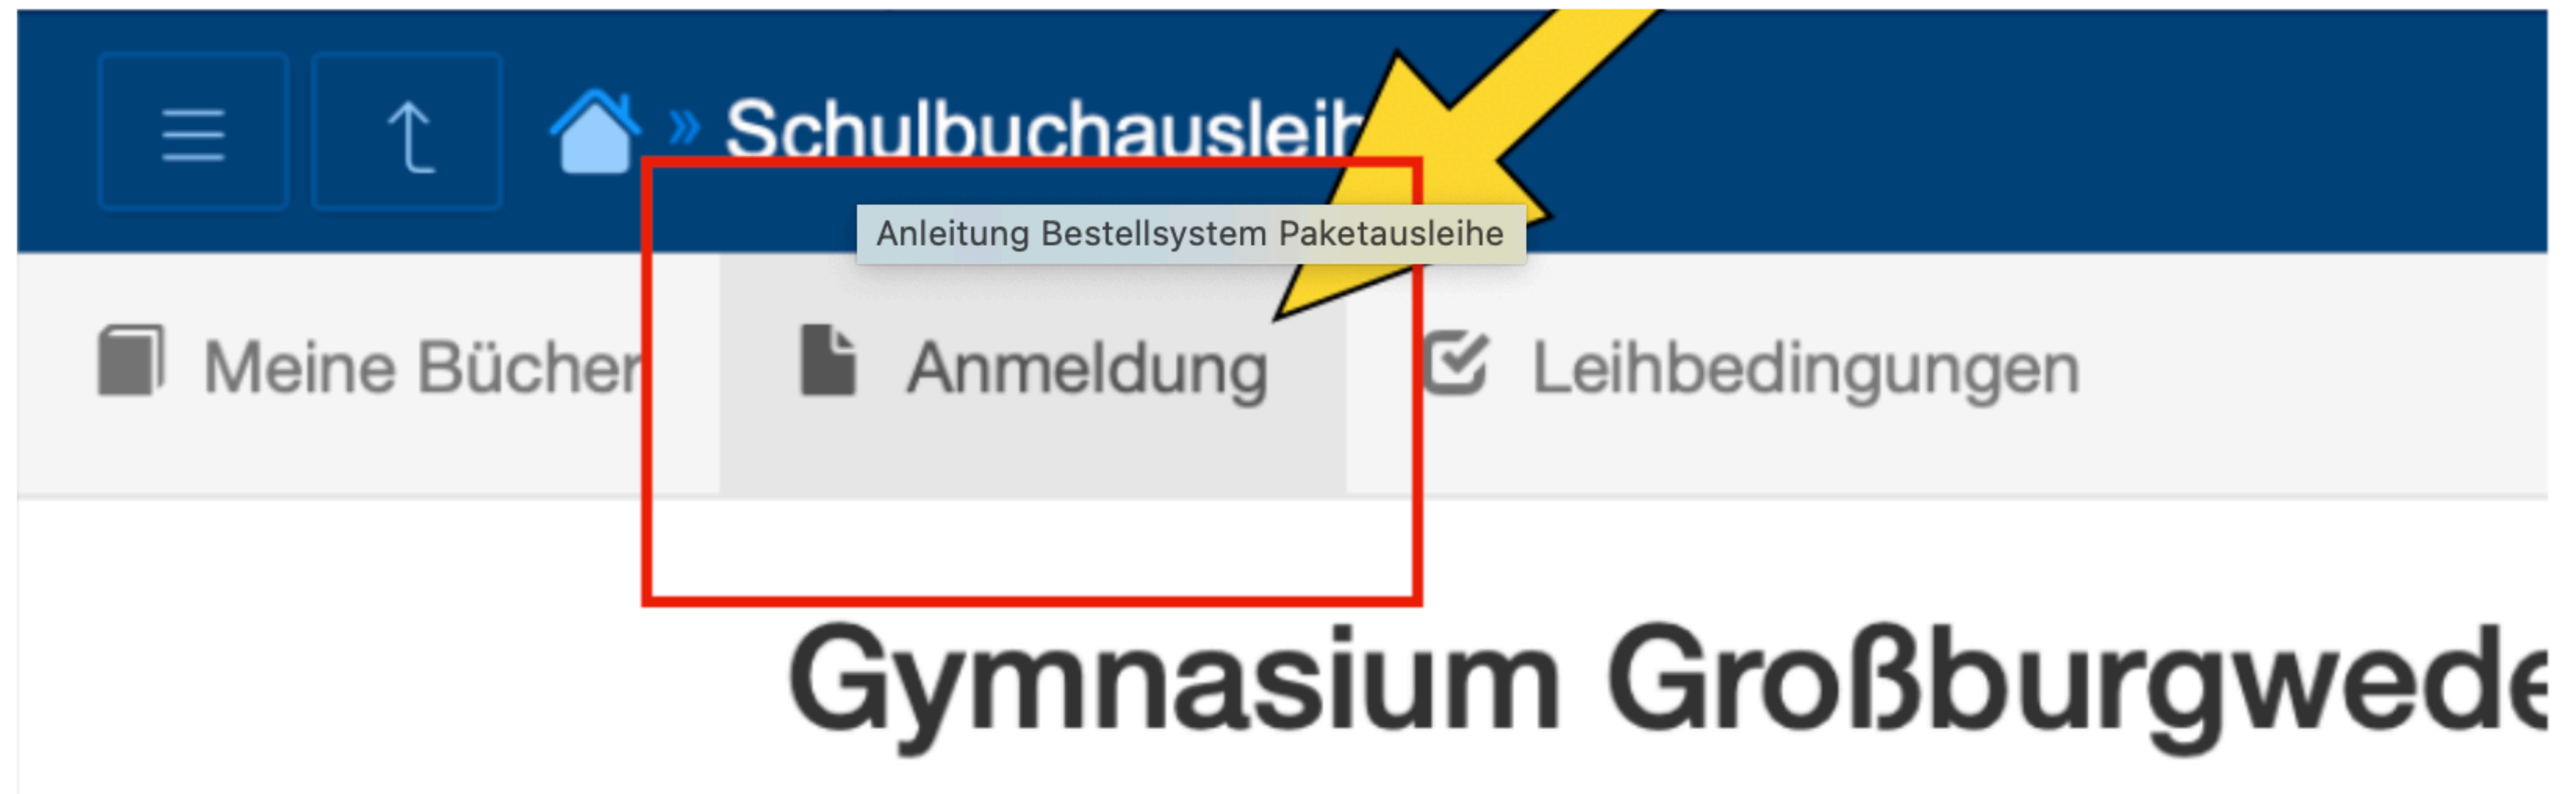 » Schulbuchausleih
Anleitung Bestellsystem Paketausleihe
Meine Bücher Anmeldung Leihbedingungen
Gymnasium Großburgwede